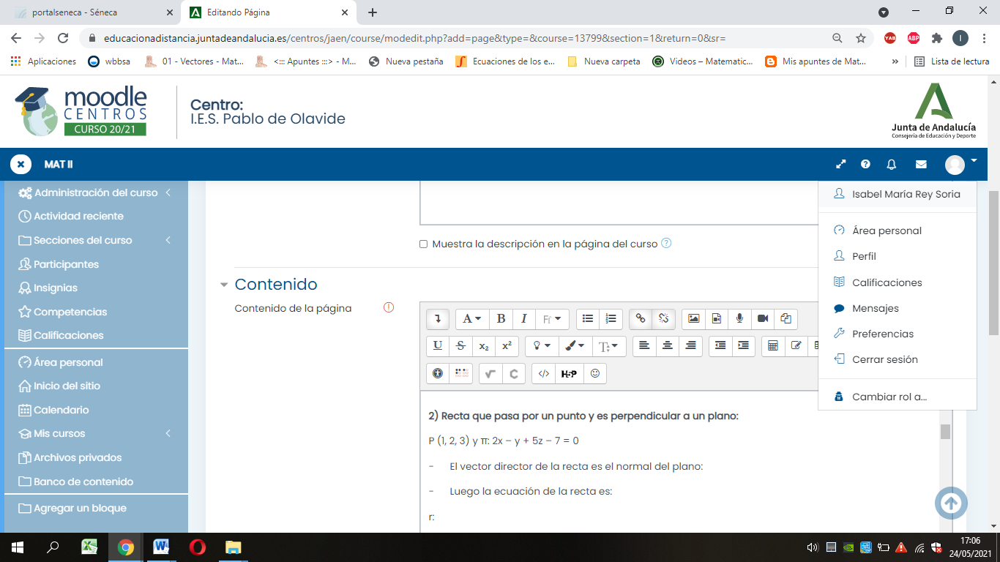 portalseneca - Séneca
Editando Página
educacionadistancia.juntadeandalucia.es/centros/jaen/course/modedit.php?add=page&type=&course=13799&section=1&return=0&sr=
YAB
ABP
I
Aplicaciones
wbbsa
01 - Vectores - Mat...
<::: Apuntes :::> - M...
Nueva pestaña
Ecuaciones de los e...
Nueva carpeta
Videos – Matematic...
Mis apuntes de Mat...
»
Lista de lectura
moodle
CENTROS
CURSO 20/21
Centro:
I.E.S. Pablo de Olavide
Junta de Andalucía
Consejería de Educación y Deporte
MAT II
Administración del curso
Actividad reciente
Secciones del curso
Participantes
Insignias
Competencias
Calificaciones
Área personal
Inicio del sitio
Calendario
Mis cursos
Archivos privados
Banco de contenido
Agregar un bloque
Muestra la descripción en la página del curso
Contenido
Contenido de la página
A B I Ff
U S x₂ x² T
H5P
2) Recta que pasa por un punto y es perpendicular a un plano:
P (1, 2, 3) y π: 2x – y + 5z – 7 = 0
- El vector director de la recta es el normal del plano:
- Luego la ecuación de la recta es:
r:
Isabel María Rey Soria
Área personal
Perfil
Calificaciones
Mensajes
Preferencias
Cerrar sesión
Cambiar rol a...
17:06
24/05/2021